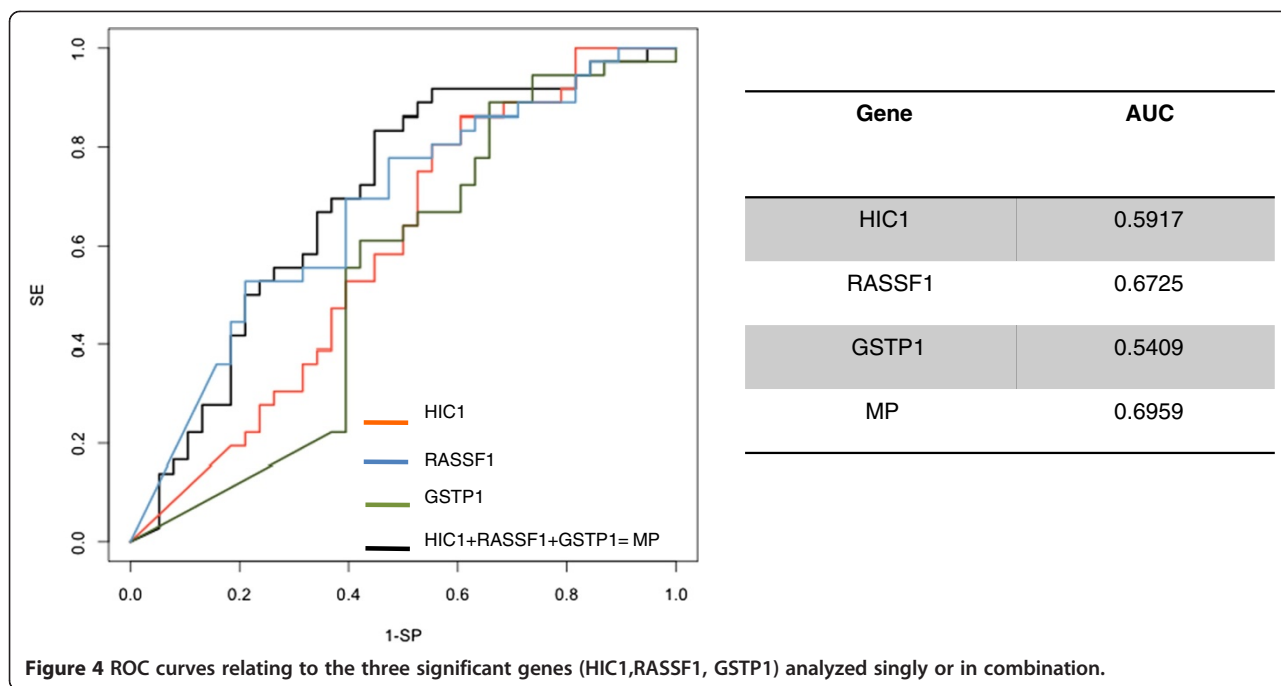 1.0
0.8
0.6
0.4
0.2
0.0
SE
HIC1
RASSF1
GSTP1
HIC1+RASSF1+GSTP1= MP
0.0 0.2 0.4 0.6 0.8 1.0
1-SP
Gene AUC
HIC1 0.5917
RASSF1 0.6725
GSTP1 0.5409
MP 0.6959
Figure 4 ROC curves relating to the three significant genes (HIC1,RASSF1, GSTP1) analyzed singly or in combination.